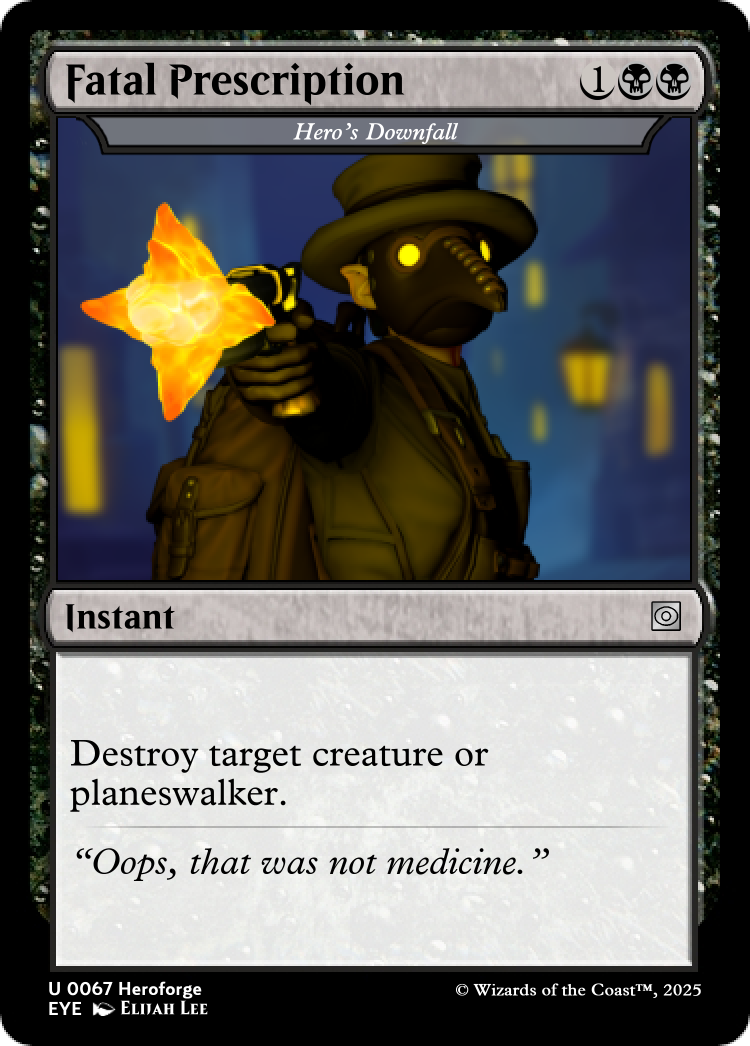 Fatal Prescription 1
Hero's Downfall
Instant
Destroy target creature or
planeswalker.
“Oops, that was not medicine.”
U 0067 Heroforge
EYE Elijah Lee
© Wizards of the Coast™, 2025